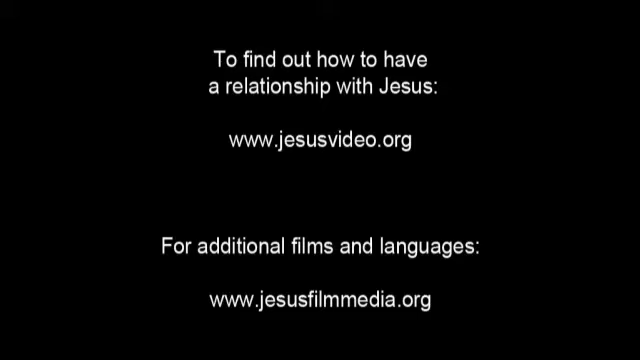 To find out how to have
a relationship with Jesus:
www.jesusvideo.org
For additional films and languages:
www.jesusfilmmedia.org